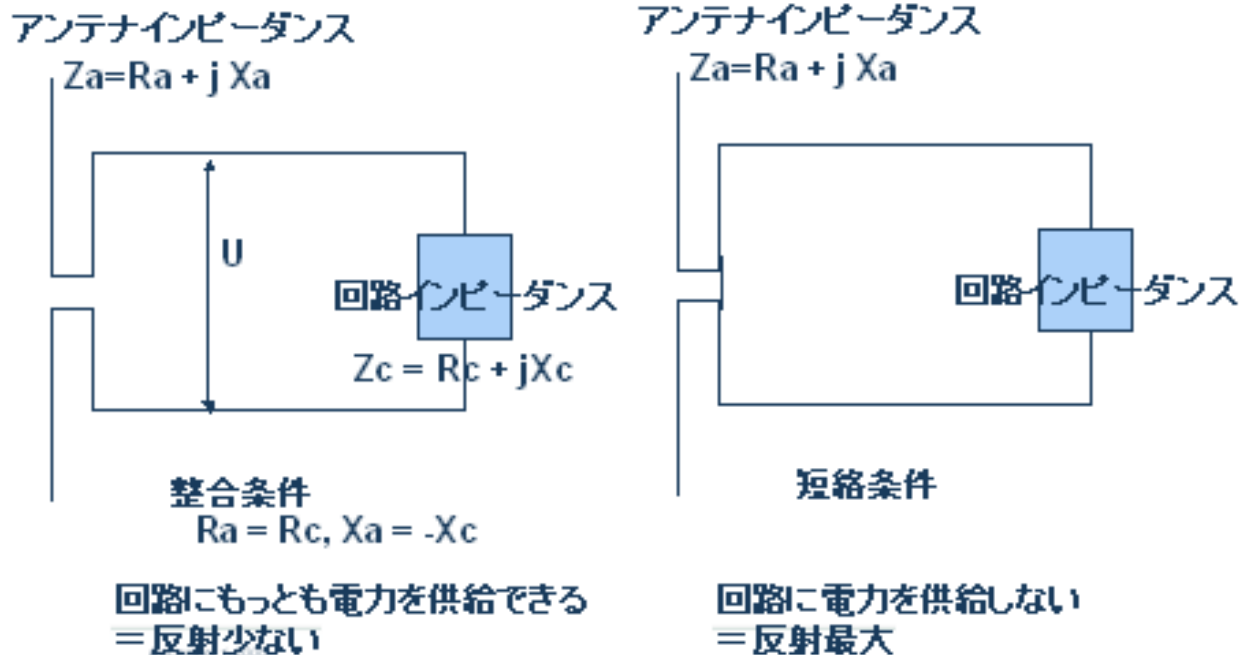 アンテナインピーダンス
Za=Ra + j Xa
U
回路インピーダンス
Zc = Rc + jXc
整合条件
Ra = Rc, Xa = -Xc
回路にもっとも電力を供給できる
＝反射少ない
アンテナインピーダンス
Za=Ra + j Xa
回路インピーダンス
短絡条件
回路に電力を供給しない
＝反射最大